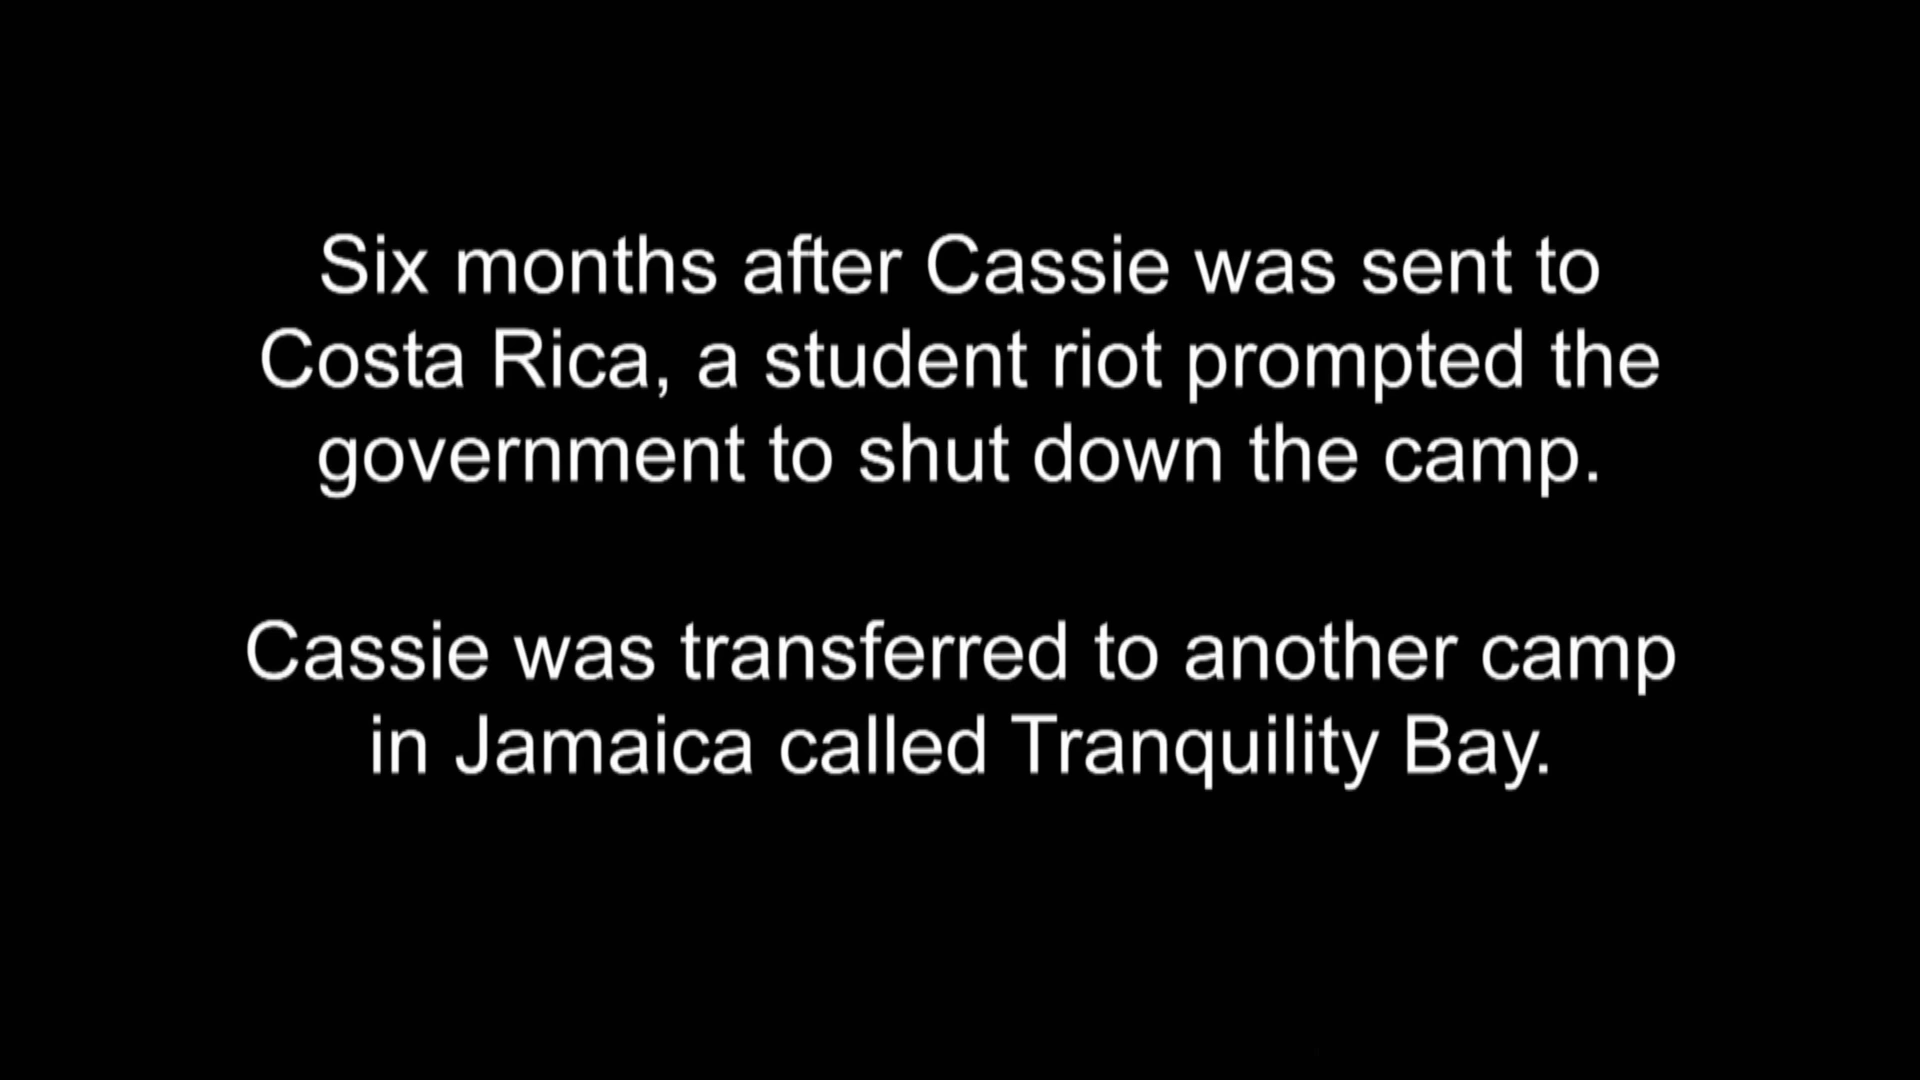 Six months after Cassie was sent to
Costa Rica, a student riot prompted the
government to shut down the camp.
Cassie was transferred to another camp
in Jamaica called Tranquility Bay.